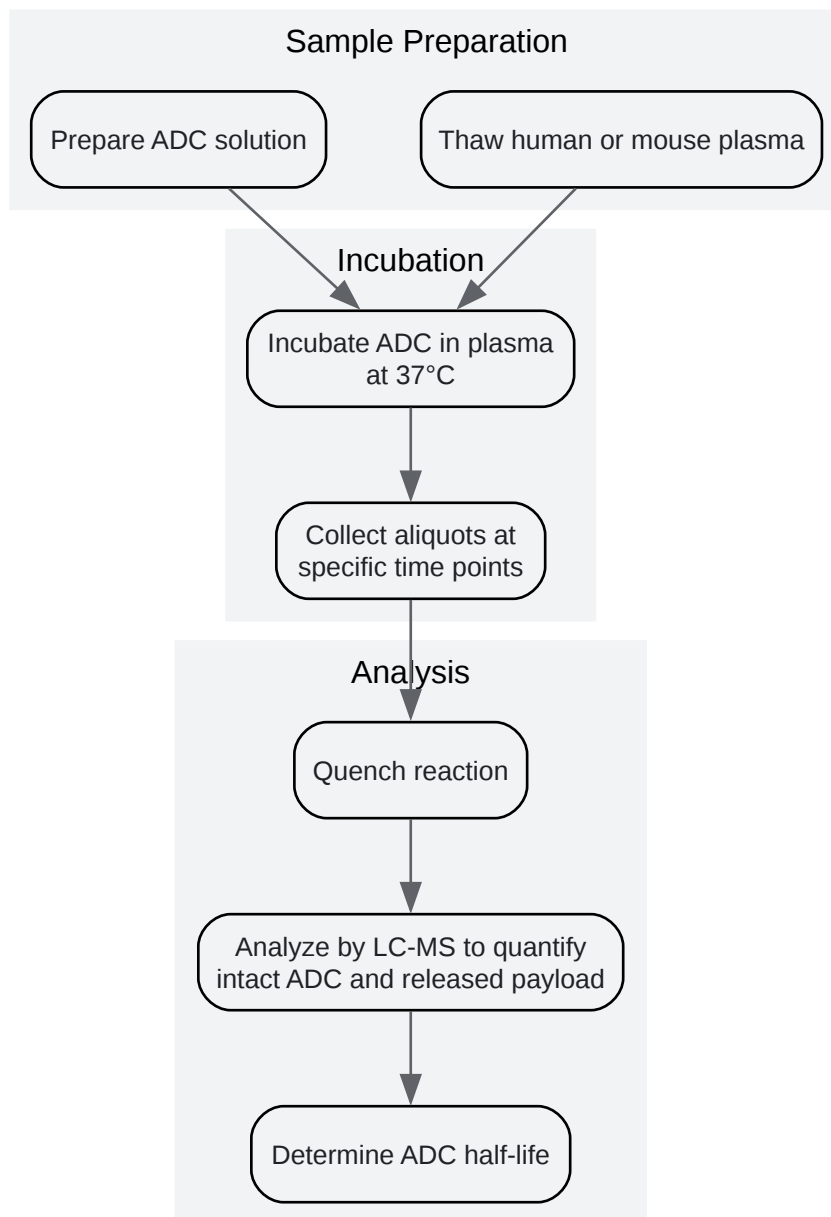 Sample Preparation
Prepare ADC solution
Thaw human or mouse plasma
Incubation
Incubate ADC in plasma
at 37°C
Collect aliquots at
specific time points
Analysis
Quench reaction
Analyze by LC-MS to quantify
intact ADC and released payload
Determine ADC half-life